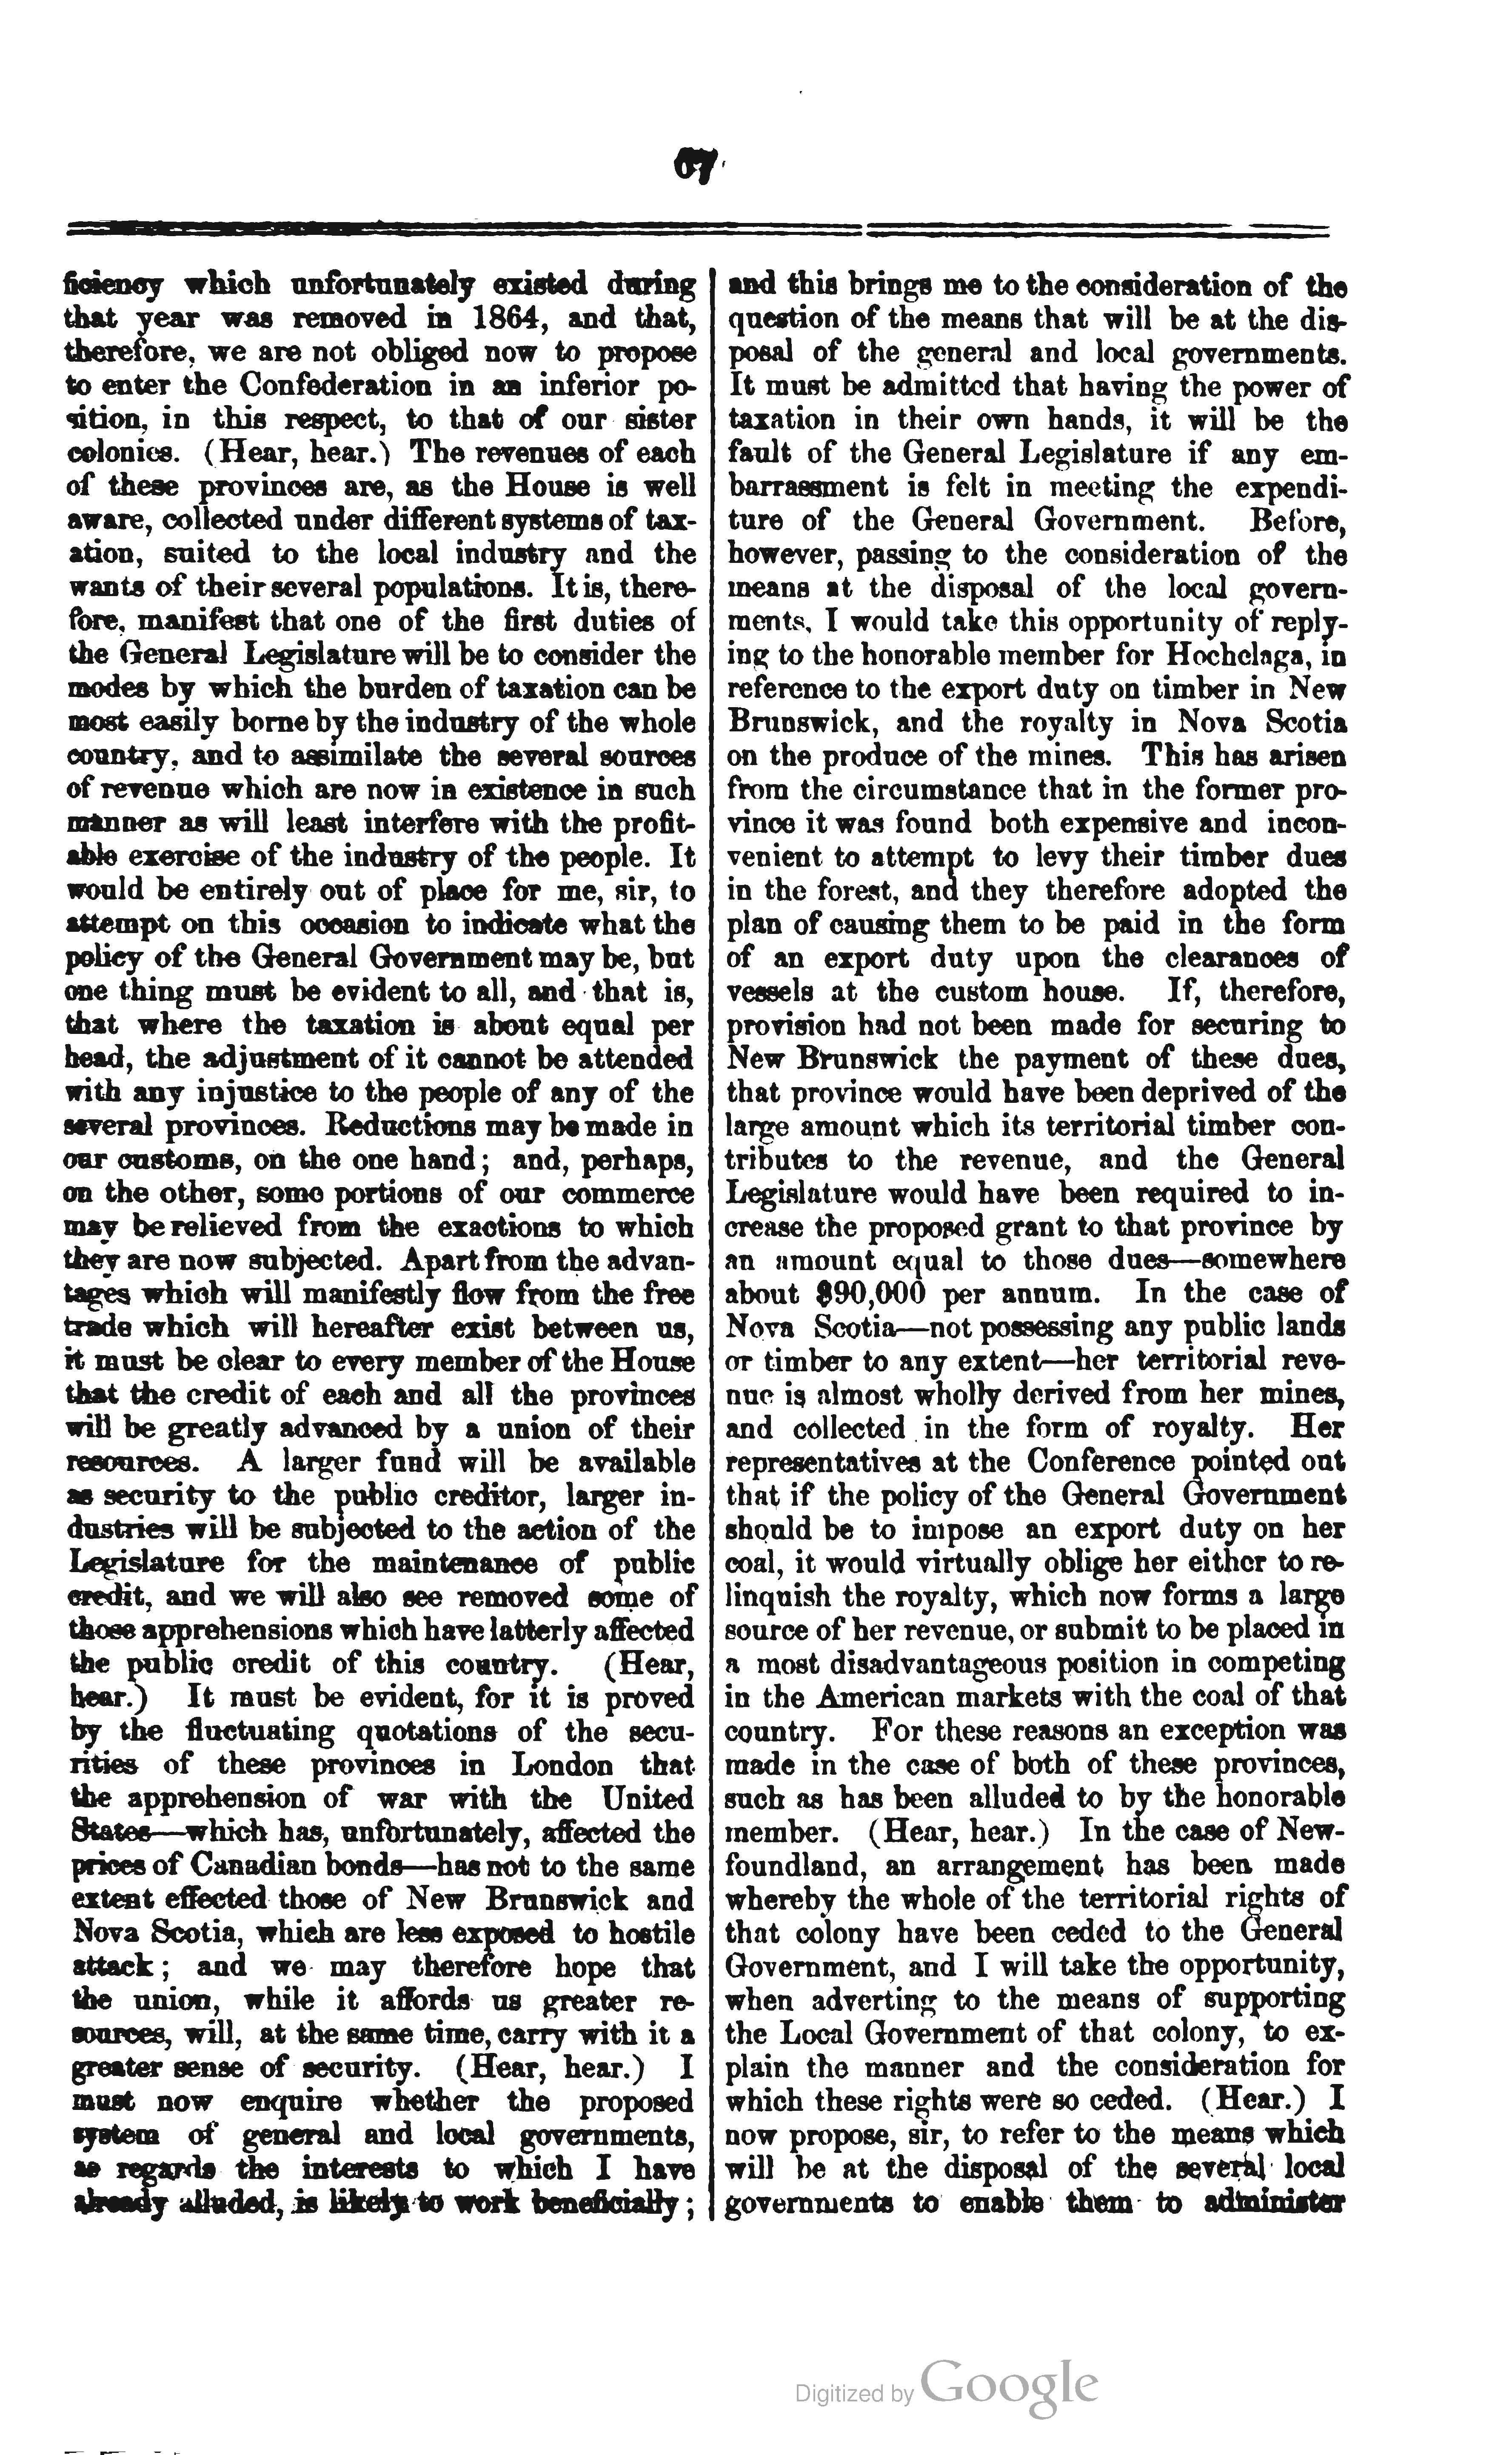 67
ficiency which unfortunately existed during
that year was removed in 1864, and that,
therefore, we are not obliged now to propose
to enter the Confederation in an inferior po-
sition, in this respect, to that of our sister
colonies. (Hear, hear.) The revenues of each
of these provinces are, as the House is well
aware, collected under different systems of tax-
ation, suited to the local industry and the
wants of their several populations. It is, there-
fore, manifest that one of the first duties of
the General Legislature will be to consider the
modes by which the burden of taxation can be
most easily borne by the industry of the whole
country, and to assimilate the several sources
of revenue which are now in existence in such
manner as will least interfere with the profit-
able exercise of the industry of the people. It
would be entirely out of place for me, sir, to
attempt on this occasion to indicate what the
policy of the General Government may be, but
one thing must be evident to all, and that is,
that where the taxation is about equal per
head, the adjustment of it cannot be attended
with any injustice to the people of any of the
several provinces. Reductions may be made in
our customs, on the one hand; and, perhaps,
on the other, some portions of our commerce
may be relieved from the exactions to which
they are now subjected. Apart from the advan-
tages which will manifestly flow from the free
trade which will hereafter exist between us,
it must be clear to every member of the House
that the credit of each and all the provinces
will be greatly advanced by a union of their
resources. A larger fund will be available
as security to the public creditor, larger in-
dustries will be subjected to the action of the
Legislature for the maintenance of public
credit, and we will also see removed some of
those apprehensions which have latterly affected
the public credit of this country. (Hear,
hear.) It must be evident, for it is proved
by the fluctuating quotations of the secu-
rities of these provinces in London that
the apprehension of war with the United
States—which has, unfortunately, affected the
prices of Canadian bonds—has not to the same
extent effected those of New Brunswick and
Nova Scotia, which are less exposed to hostile
attack; and we may therefore hope that
the union, while it affords us greater re-
sources, will, at the same time, carry with it a
greater sense of security. (Hear, hear.) I
must now enquire whether the proposed
system of general and local governments,
as regards the interests to which I have
already alluded, is likely to work beneficially;
and this brings me to the consideration of the
question of the means that will be at the dis-
posal of the general and local governments.
It must be admitted that having the power of
taxation in their own hands, it will be the
fault of the General Legislature if any em-
barrassment is felt in meeting the expendi-
ture of the General Government. Before,
however, passing to the consideration of the
means at the disposal of the local govern-
ments, I would take this opportunity of reply-
ing to the honorable member for Hochelaga, in
reference to the export duty on timber in New
Brunswick, and the royalty in Nova Scotia
on the produce of the mines. This has arisen
from the circumstance that in the former pro-
vince it was found both expensive and incon-
venient to attempt to levy their timber dues
in the forest, and they therefore adopted the
plan of causing them to be paid in the form
of an export duty upon the clearances of
vessels at the custom house. If, therefore,
provision had not been made for securing to
New Brunswick the payment of these dues,
that province would have been deprived of the
large amount which its territorial timber con-
tributes to the revenue, and the General
Legislature would have been required to in-
crease the proposed grant to that province by
an amount equal to those dues—somewhere
about $90,000 per annum. In the case of
Nova Scotia—not possessing any public lands
or timber to any extent—her territorial reve-
nue is almost wholly derived from her mines,
and collected in the form of royalty. Her
representatives at the Conference pointed out
that if the policy of the General Government
should be to impose an export duty on her
coal, it would virtually oblige her either to re-
linquish the royalty, which now forms a large
source of her revenue, or submit to be placed in
a most disadvantageous position in competing
in the American markets with the coal of that
country. For these reasons an exception was
made in the case of both of these provinces,
such as has been alluded to by the honorable
member. (Hear, hear.) In the case of New-
foundland, an arrangement has been made
whereby the whole of the territorial rights of
that colony have been ceded to the General
Government, and I will take the opportunity,
when adverting to the means of supporting
the Local Government of that colony, to ex-
plain the manner and the consideration for
which these rights were so ceded. (Hear.) I
now propose, sir, to refer to the means which
will be at the disposal of the several local
governments to enable them to administer
Digitized by Google